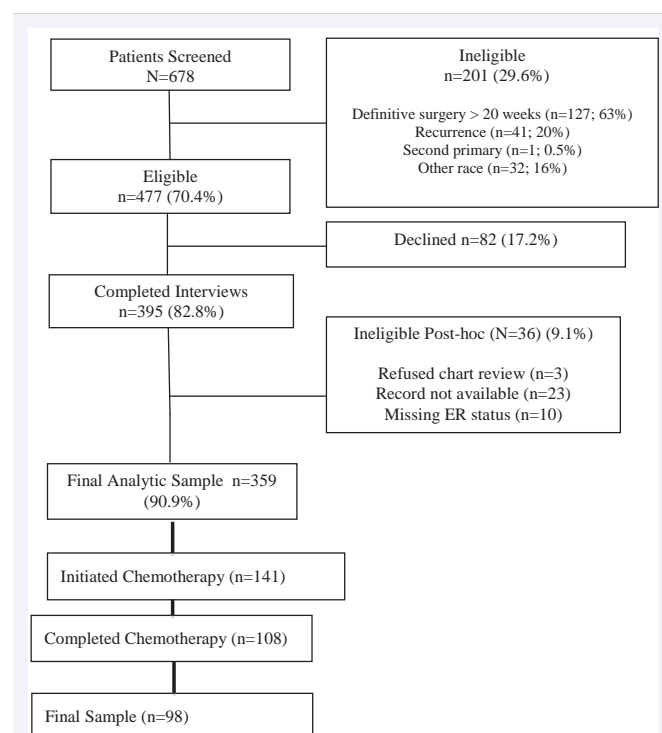 Patients Screened
N=678
Ineligible
n=201 (29.6%)
Definitive surgery > 20 weeks (n=127; 63%)
Recurrence (n=41; 20%)
Second primary (n=1; 0.5%)
Other race (n=32; 16%)
Eligible
n=477 (70.4%)
Declined n=82 (17.2%)
Completed Interviews
n=395 (82.8%)
Ineligible Post-hoc (N=36) (9.1%)
Refused chart review (n=3)
Record not available (n=23)
Missing ER status (n=10)
Final Analytic Sample n=359
(90.9%)
Initiated Chemotherapy (n=141)
Completed Chemotherapy (n=108)
Final Sample (n=98)